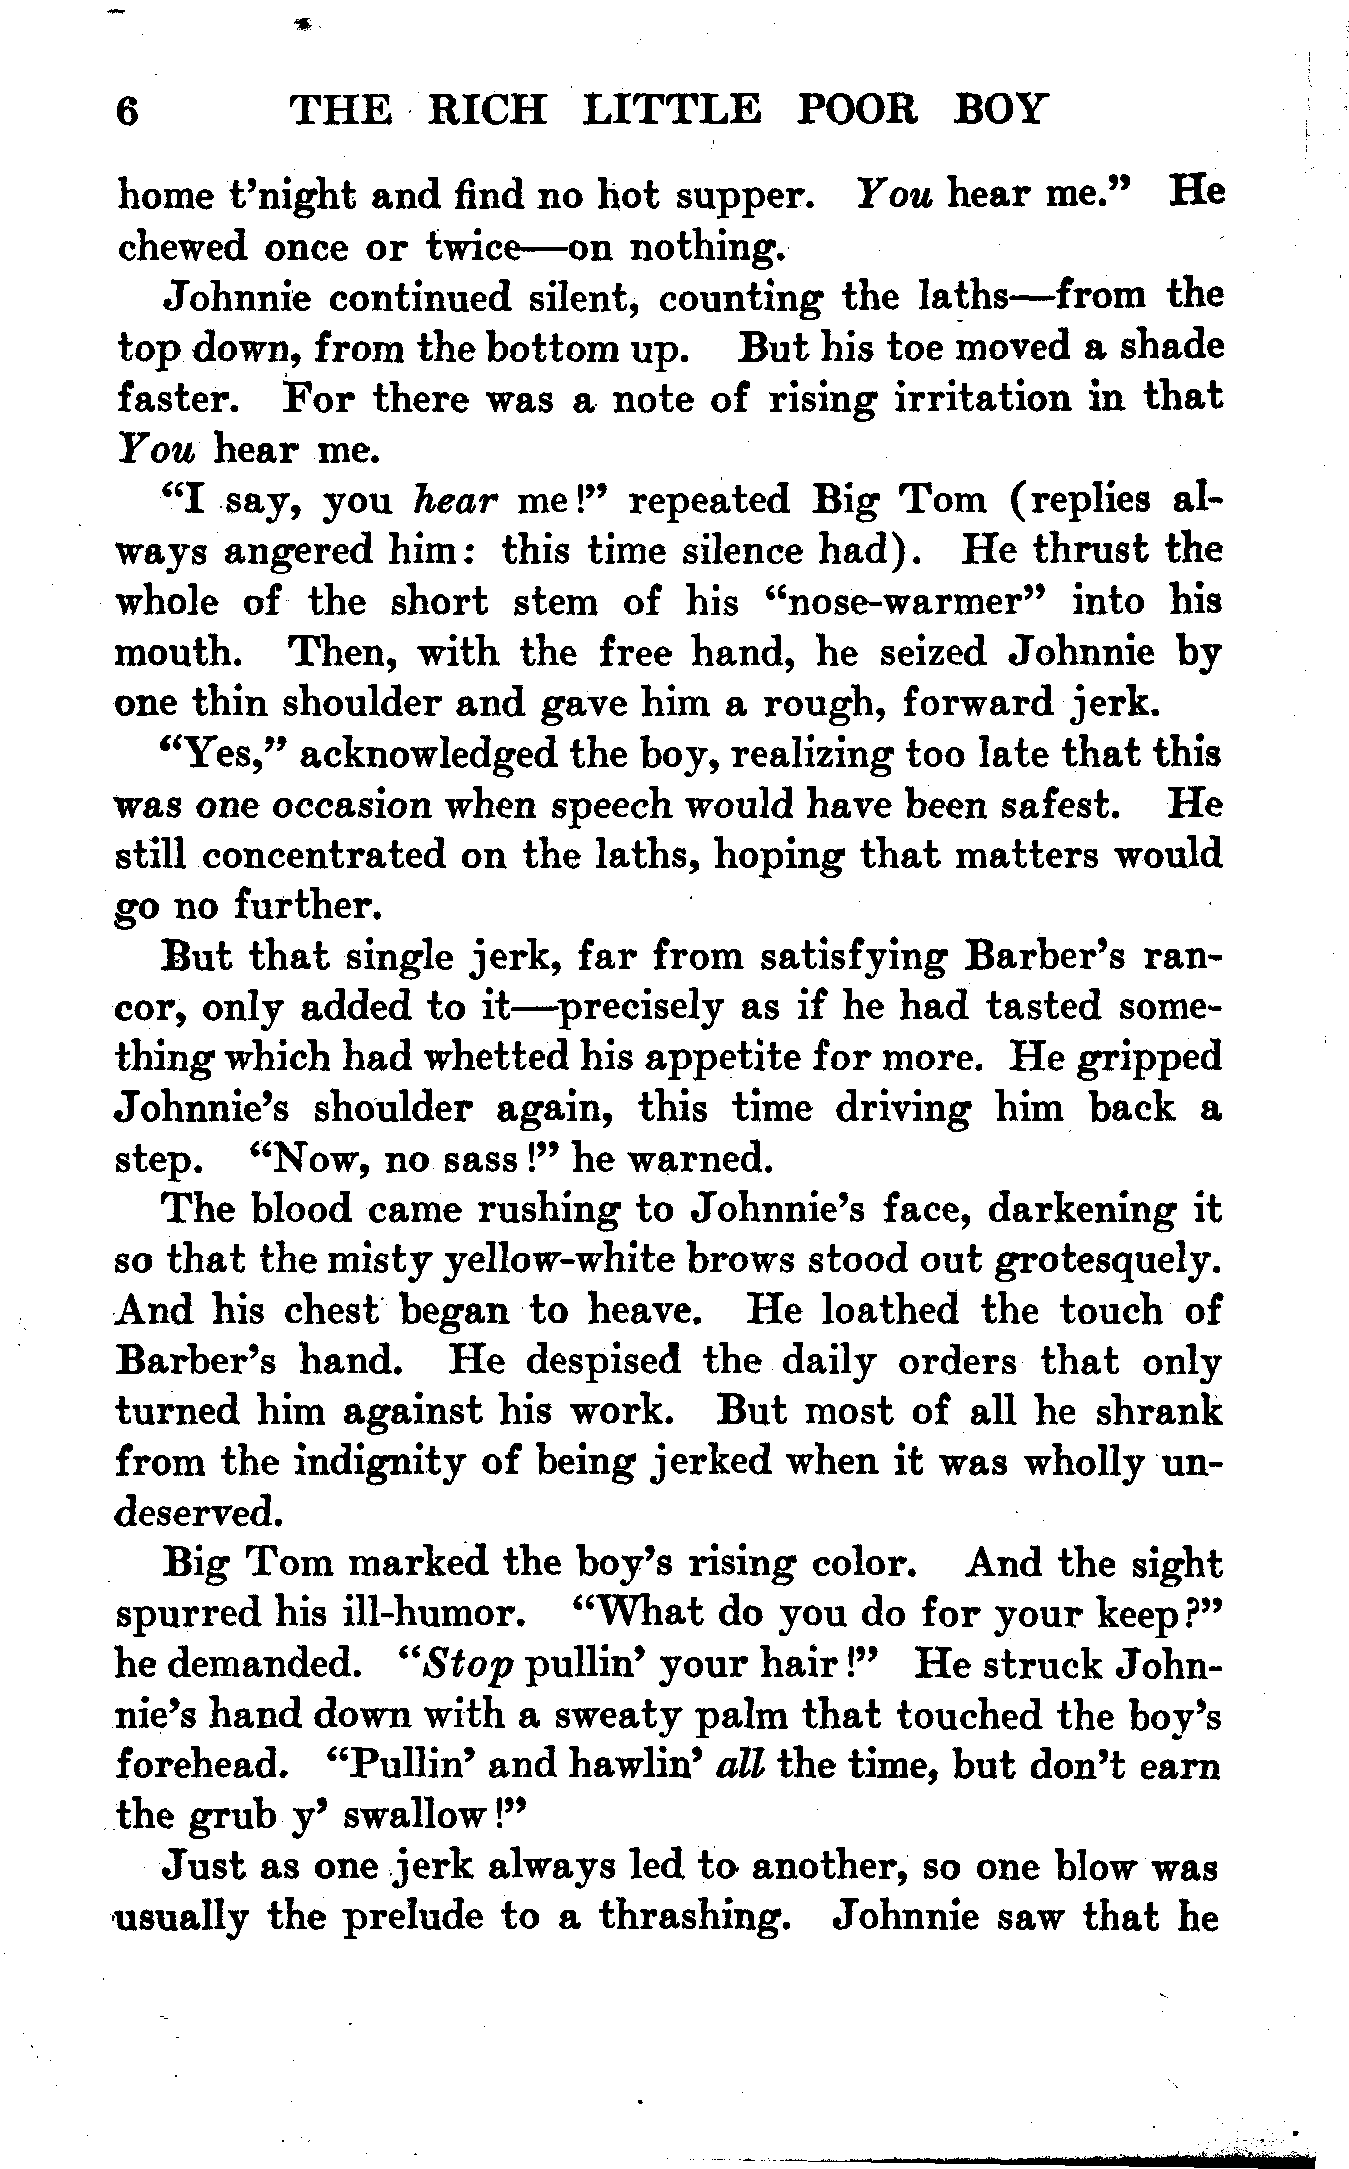 6 THE RICH LITTLE POOR BOY
home t'night and find no hot supper. You hear me." He
chewed once or twice—on nothing.
Johnnie continued silent, counting the laths—from the
top down, from the bottom up. But his toe moved a shade
faster. For there was a note of rising irritation in that
You hear me.
"I say, you hear me!" repeated Big Tom (replies al-
ways angered him: this time silence had). He thrust the
whole of the short stem of his "nose-warmer" into his
mouth. Then, with the free hand, he seized Johnnie by
one thin shoulder and gave him a rough, forward jerk.
"Yes," acknowledged the boy, realizing too late that this
was one occasion when speech would have been safest. He
still concentrated on the laths, hoping that matters would
go no further.
But that single jerk, far from satisfying Barber's ran-
cor, only added to it—precisely as if he had tasted some-
thing which had whetted his appetite for more. He gripped
Johnnie's shoulder again, this time driving him back a
step. "Now, no sass!" he warned.
The blood came rushing to Johnnie's face, darkening it
so that the misty yellow-white brows stood out grotesquely.
And his chest began to heave. He loathed the touch of
Barber's hand. He despised the daily orders that only
turned him against his work. But most of all he shrank
from the indignity of being jerked when it was wholly un-
deserved.
Big Tom marked the boy's rising color. And the sight
spurred his ill-humor. "What do you do for your keep?"
he demanded. "Stop pullin' your hair!" He struck John-
nie's hand down with a sweaty palm that touched the boy's
forehead. "Pullin' and hawlin' all the time, but don't earn
the grub y' swallow!"
Just as one jerk always led to another, so one blow was
usually the prelude to a thrashing. Johnnie saw that he